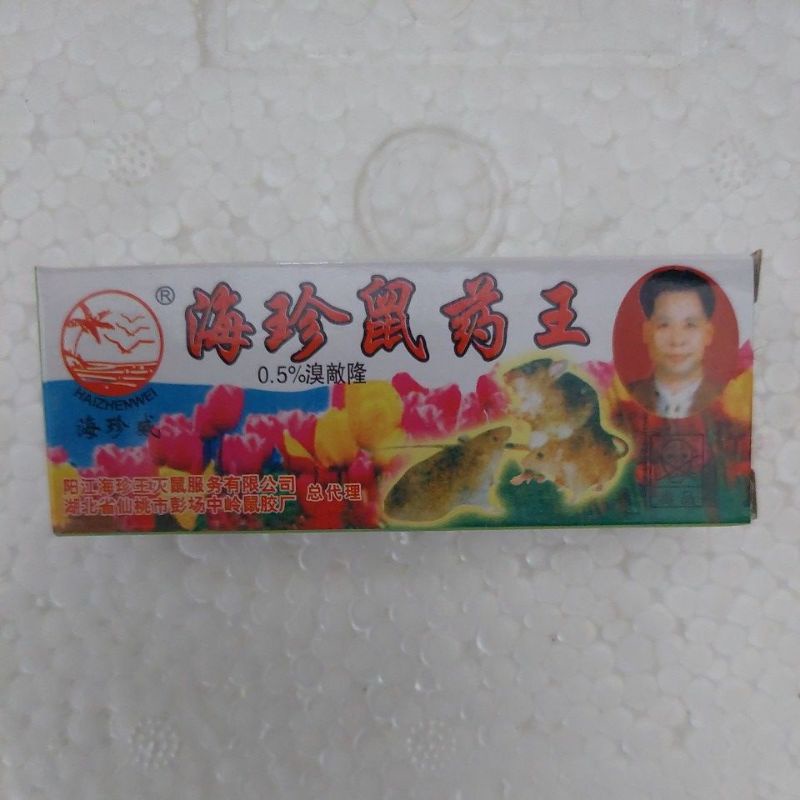 ®
海珍鼠药王
0.5%溴敵隆
HAIZHENWEI
海珍威
阳江海珍王灭鼠服务有限公司
湖北省仙桃市彭场中岭鼠胶厂
总代理
品